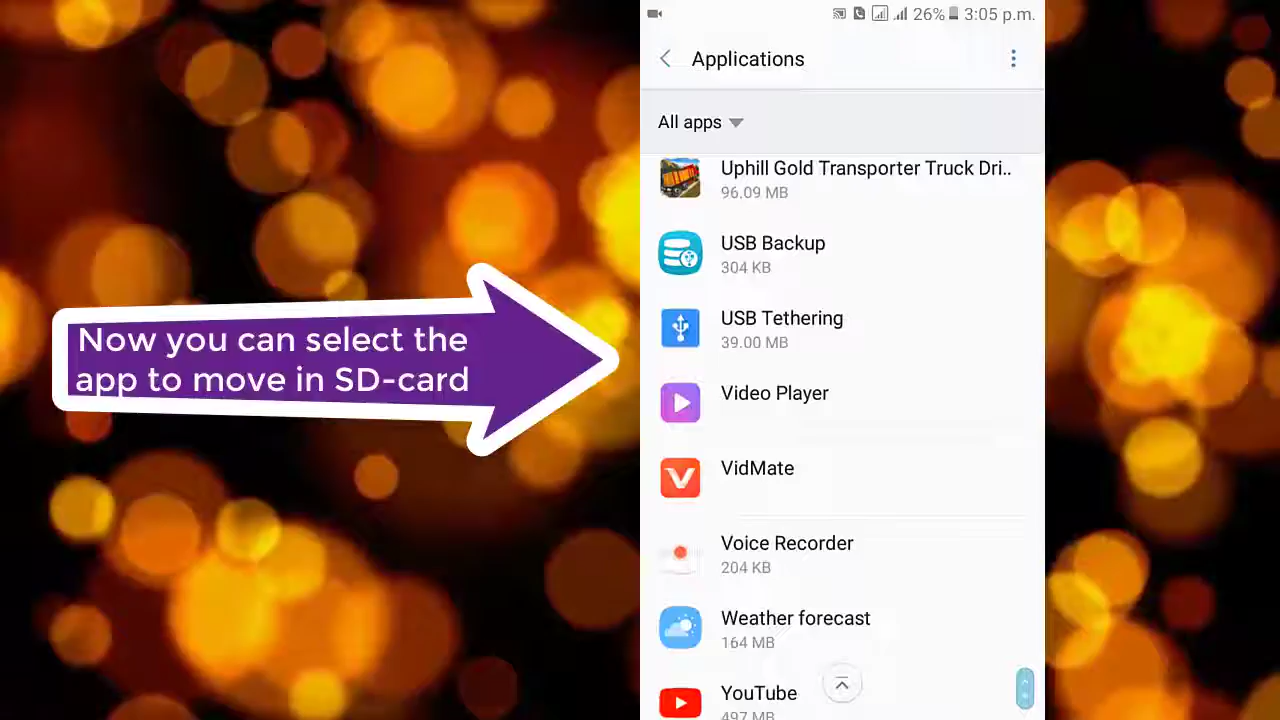 26% 3:05 p.m.
Applications
All apps
Uphill Gold Transporter Truck Dri..
96.09 MB
USB Backup
304 KB
USB Tethering
39.00 MB
Video Player
VidMate
Voice Recorder
204 KB
Weather forecast
164 MB
YouTube
497 MB
Now you can select the
app to move in SD-card